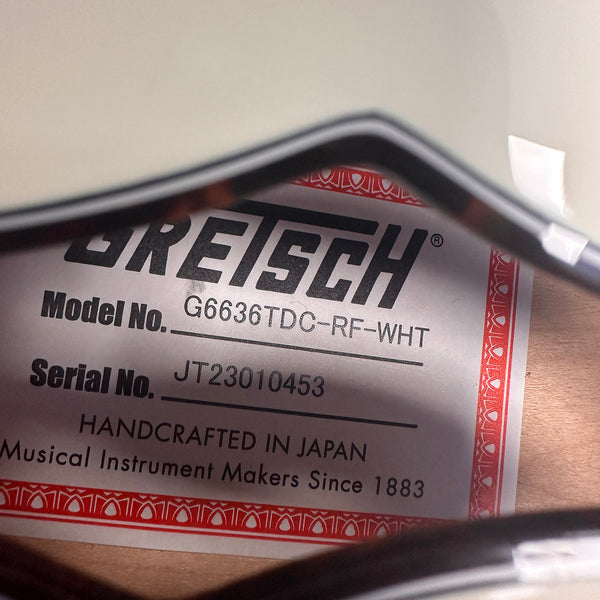 GRETSCH®
Model No. G6636TDC-RF-WHT
Serial No. JT23010453
HANDCRAFTED IN JAPAN
Musical Instrument Makers Since 1883